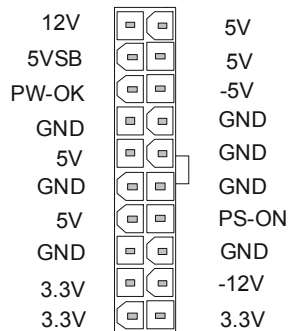 12V 5V
5VSB 5V
PW-OK -5V
GND GND
5V GND
GND GND
5V PS-ON
GND GND
3.3V -12V
3.3V 3.3V